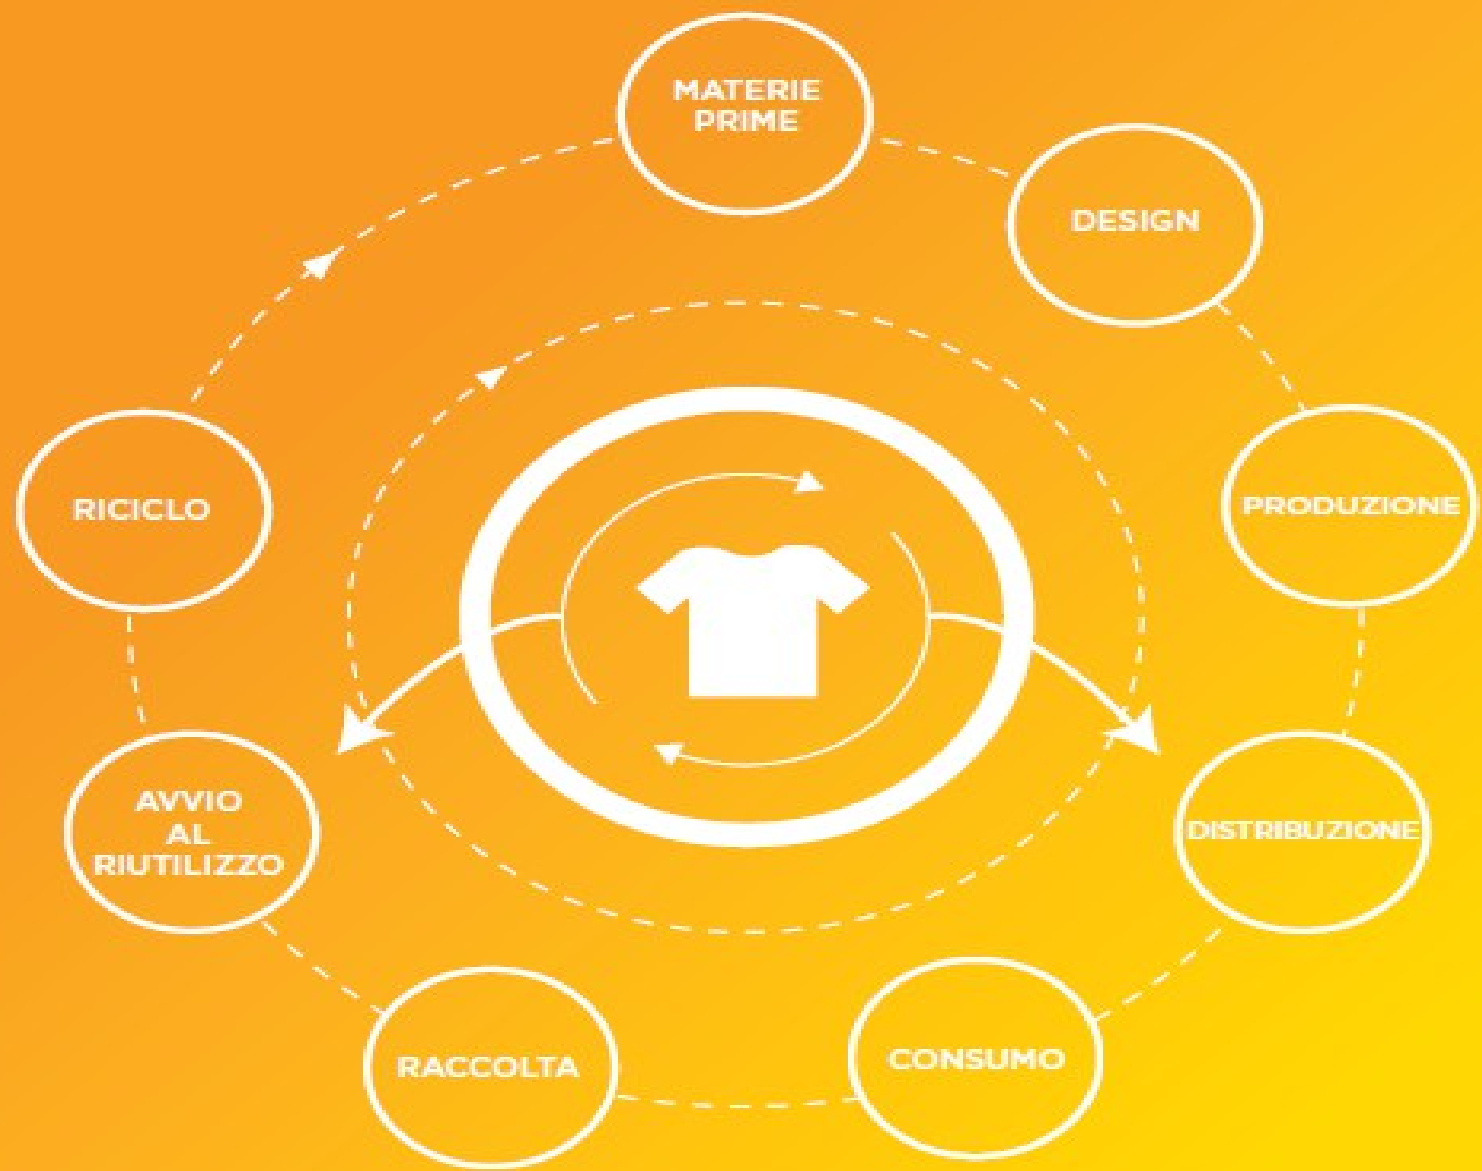 MATERIE
PRIME
DESIGN
PRODUZIONE
DISTRIBUZIONE
CONSUMO
RACCOLTA
AVVIO
AL
RIUTILIZZO
RICICLO